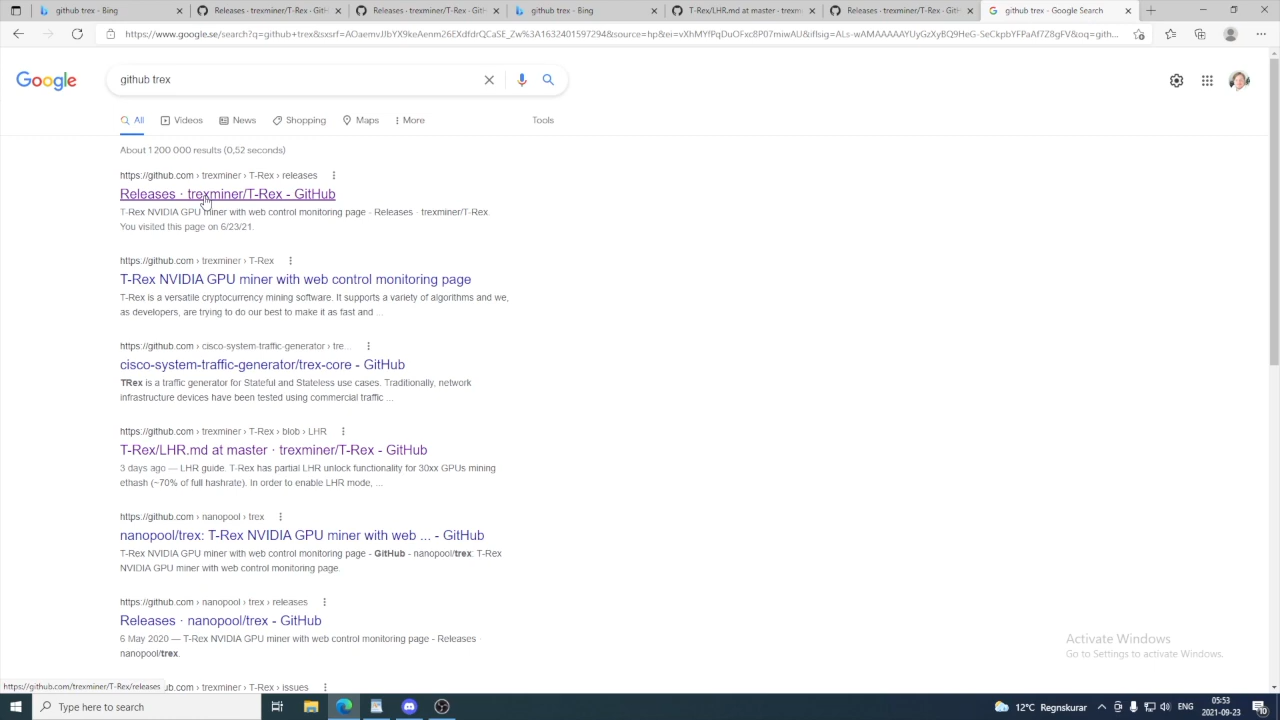 github - Bing
Releases · trexminer/T-Rex · GitH
T-Rex/LHR.md at master · trexm
github - Google Search
https://www.google.se/search?q=github+trex&
Google
github trex
All
Videos
News
Shopping
Maps
More
Tools
About 1 200 000 results (0,52 seconds)
https://github.com › trexminer › T-Rex › releases
Releases · trexminer/T-Rex - GitHub
T-Rex NVIDIA GPU miner with web control monitoring page - Releases · trexminer/T-Rex.
You visited this page on 6/23/21.
https://github.com › trexminer › T-Rex
T-Rex NVIDIA GPU miner with web control monitoring page
T-Rex is a versatile cryptocurrency mining software. It supports a variety of algorithms and we,
as developers, are trying to do our best to make it as fast and ...
https://github.com › cisco-system-traffic-generator › tre...
cisco-system-traffic-generator/trex-core - GitHub
TRex is a traffic generator for Stateful and Stateless use cases. Traditionally, network
infrastructure devices have been tested using commercial traffic ...
https://github.com › trexminer › T-Rex › blob › LHR
T-Rex/LHR.md at master · trexminer/T-Rex - GitHub
3 days ago — LHR guide. T-Rex has partial LHR unlock functionality for 30xx GPUs mining
ethash (~70% of full hashrate). In order to enable LHR mode, ...
https://github.com › nanopool › trex
nanopool/trex: T-Rex NVIDIA GPU miner with web ... - GitHub
T-Rex NVIDIA GPU miner with web control monitoring page - GitHub - nanopool/trex: T-Rex
NVIDIA GPU miner with web control monitoring page.
https://github.com › nanopool › trex › releases
Releases · nanopool/trex - GitHub
6 May 2020 — T-Rex NVIDIA GPU miner with web control monitoring page - Releases ·
nanopool/trex.
Activate Windows
Go to Settings to activate Windows.
https://github.com/trexminer/T-Rex/releases
ub.com › trexminer › T-Rex › issues
Type here to search
12°C Regnskurar
ENG
05:53
2021-09-23